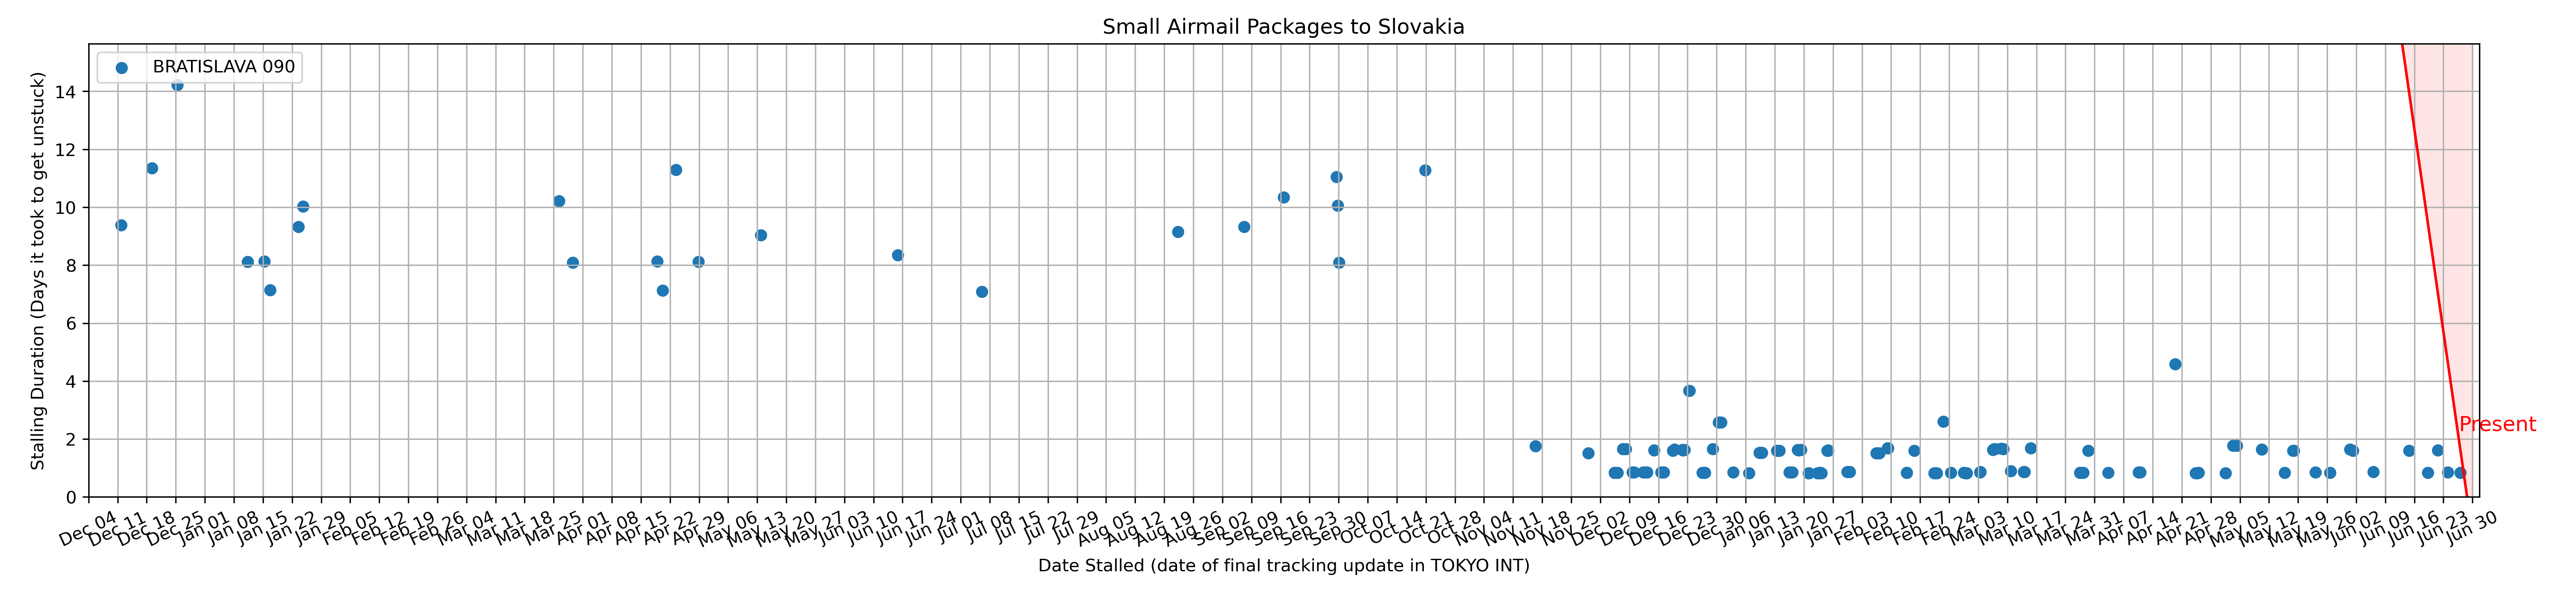 Small Airmail Packages to Slovakia
BRATISLAVA 090
Stalling Duration (Days it took to get unstuck)
14
12
10
8
6
4
2
0
Present
Dec 04
Dec 11
Dec 18
Dec 25
Jan 01
Jan 08
Jan 15
Jan 22
Jan 29
Feb 05
Feb 12
Feb 19
Feb 26
Mar 04
Mar 11
Mar 18
Mar 25
Apr 01
Apr 08
Apr 15
Apr 22
Apr 29
May 06
May 13
May 20
May 27
Jun 03
Jun 10
Jun 17
Jun 24
Jul 01
Jul 08
Jul 15
Jul 22
Jul 29
Aug 05
Aug 12
Aug 19
Aug 26
Sep 02
Sep 09
Sep 16
Sep 23
Sep 30
Oct 07
Oct 14
Oct 21
Oct 28
Nov 04
Nov 11
Nov 18
Nov 25
Dec 02
Dec 09
Dec 16
Dec 23
Dec 30
Jan 06
Jan 13
Jan 20
Jan 27
Feb 03
Feb 10
Feb 17
Feb 24
Mar 03
Mar 10
Mar 17
Mar 24
Mar 31
Apr 07
Apr 14
Apr 21
Apr 28
May 05
May 12
May 19
May 26
Jun 02
Jun 09
Jun 16
Jun 23
Jun 30
Date Stalled (date of final tracking update in TOKYO INT)